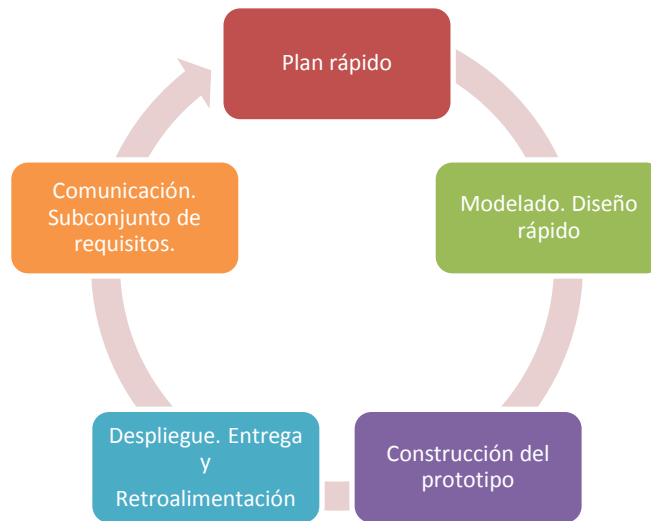 Plan rápido
Comunicación.
Subconjunto de
requisitos.
Modelado. Diseño
rápido
Despliegue. Entrega
y
Retroalimentación
Construcción del
prototipo